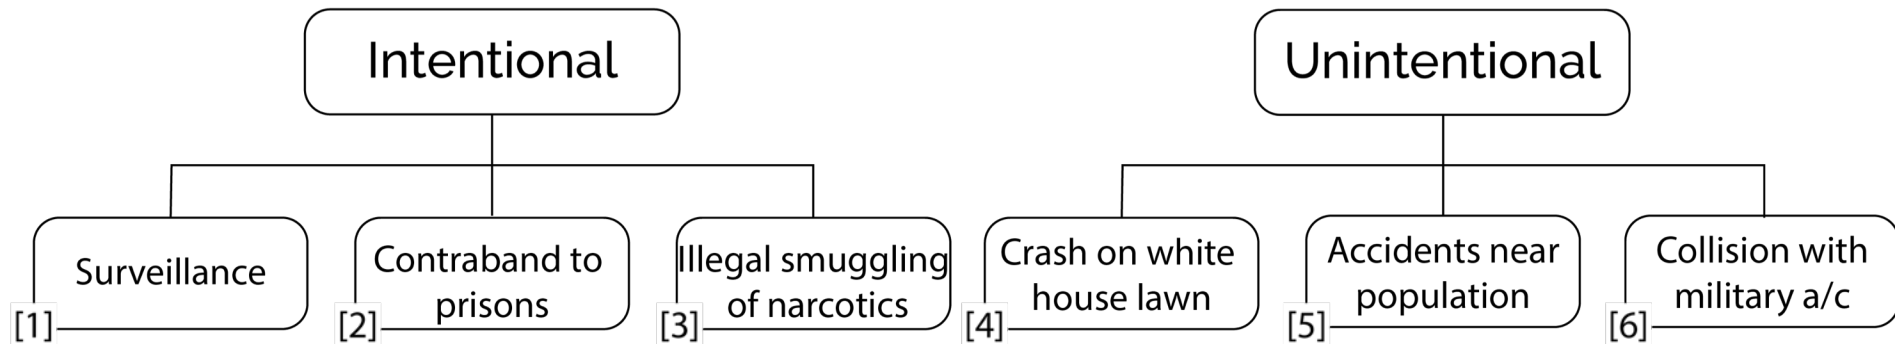 Intentional
Unintentional
Surveillance
[1]
Contraband to
prisons
[2]
Illegal smuggling
of narcotics
[3]
Crash on white
house lawn
[4]
Accidents near
population
[5]
Collision with
military a/c
[6]